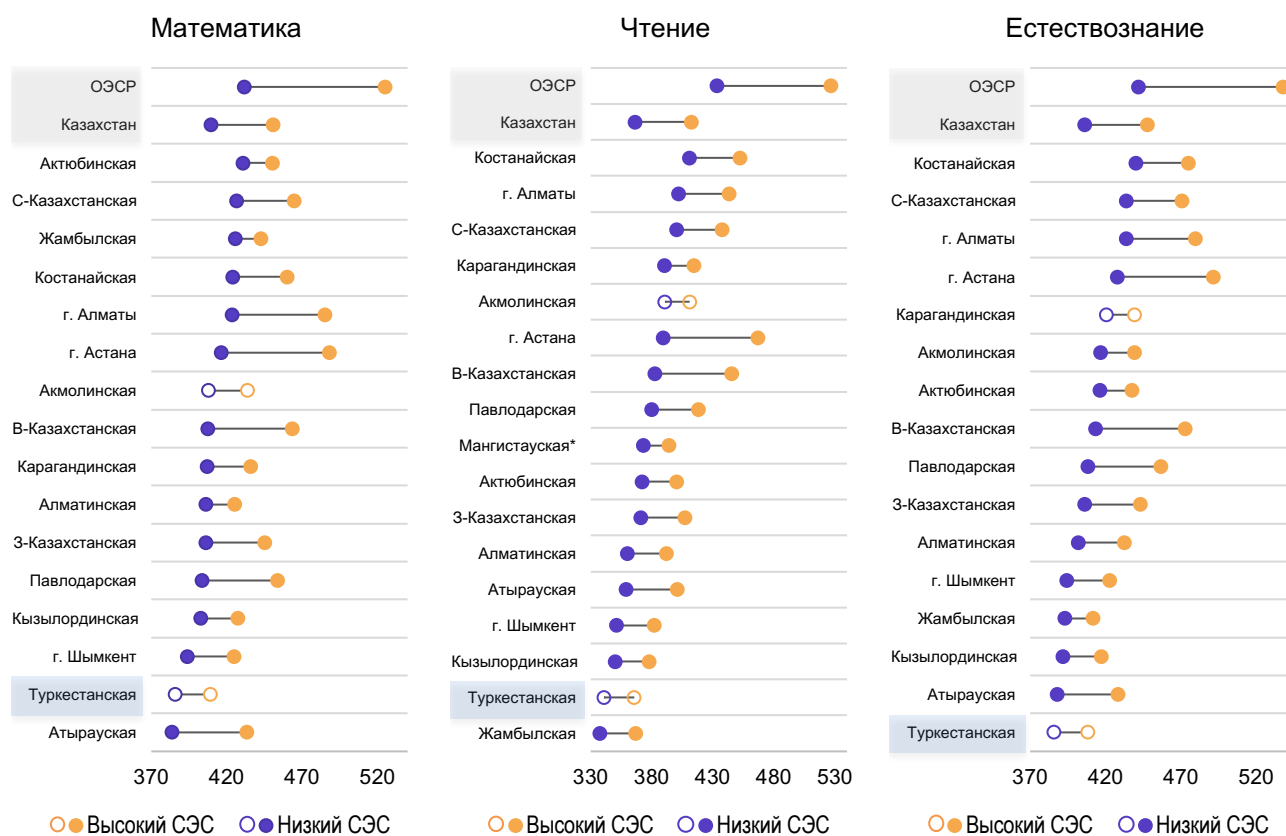 Математика
ОЭСР
Казахстан
Актюбинская
С-Казахстанская
Жамбылская
Костанайская
г. Алматы
г. Астана
Акмолинская
В-Казахстанская
Карагандинская
Алматинская
З-Казахстанская
Павлодарская
Кызылординская
г. Шымкент
Туркестанская
Атырауская
370 420 470 520
Высокий СЭС Низкий СЭС
Чтение
ОЭСР
Казахстан
Костанайская
г. Алматы
С-Казахстанская
Карагандинская
Акмолинская
г. Астана
В-Казахстанская
Павлодарская
Мангистауская*
Актюбинская
З-Казахстанская
Алматинская
Атырауская
г. Шымкент
Кызылординская
Туркестанская
Жамбылская
330 380 430 480 530
Высокий СЭС Низкий СЭС
Естествознание
ОЭСР
Казахстан
Костанайская
С-Казахстанская
г. Алматы
г. Астана
Карагандинская
Акмолинская
Актюбинская
В-Казахстанская
Павлодарская
З-Казахстанская
Алматинская
г. Шымкент
Жамбылская
Кызылординская
Атырауская
Туркестанская
370 420 470 520
Высокий СЭС Низкий СЭС